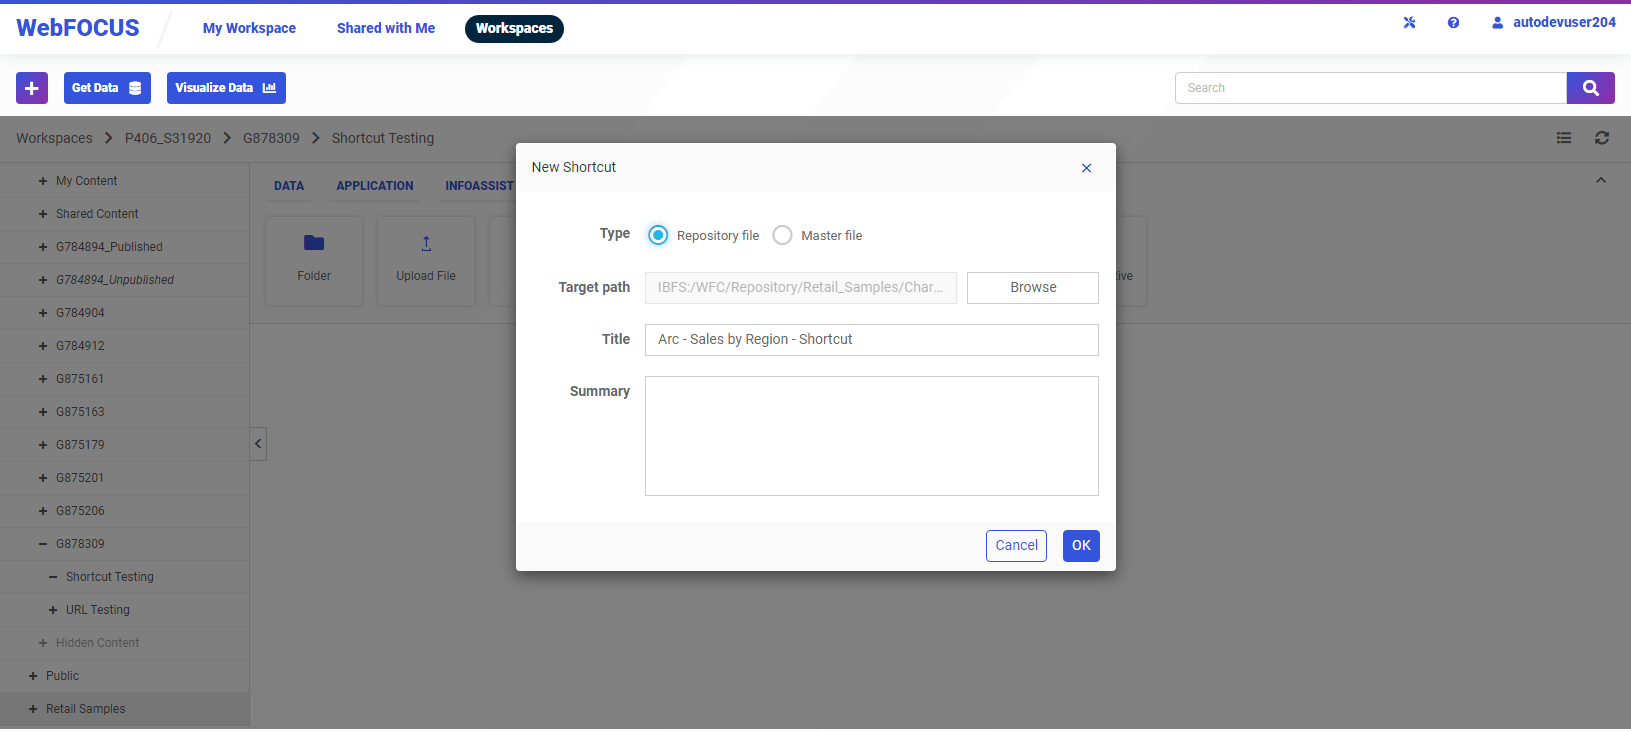 WebFOCUS
My Workspace
Shared with Me
Workspaces
autodevuser204
Get Data
Visualize Data
Search
Workspaces
P406_S31920
G878309
Shortcut Testing
My Content
Shared Content
G784894_Published
G784894_Unpublished
G784904
G784912
G875161
G875163
G875179
G875201
G875206
G878309
Shortcut Testing
URL Testing
Hidden Content
Public
Retail Samples
DATA
APPLICATION
INFOASSIST
Folder
Upload File
New Shortcut
Type
Repository file
Master file
Target path
IBFS:/WFC/Repository/Retail_Samples/Char...
Browse
Title
Arc - Sales by Region - Shortcut
Summary
Cancel
OK